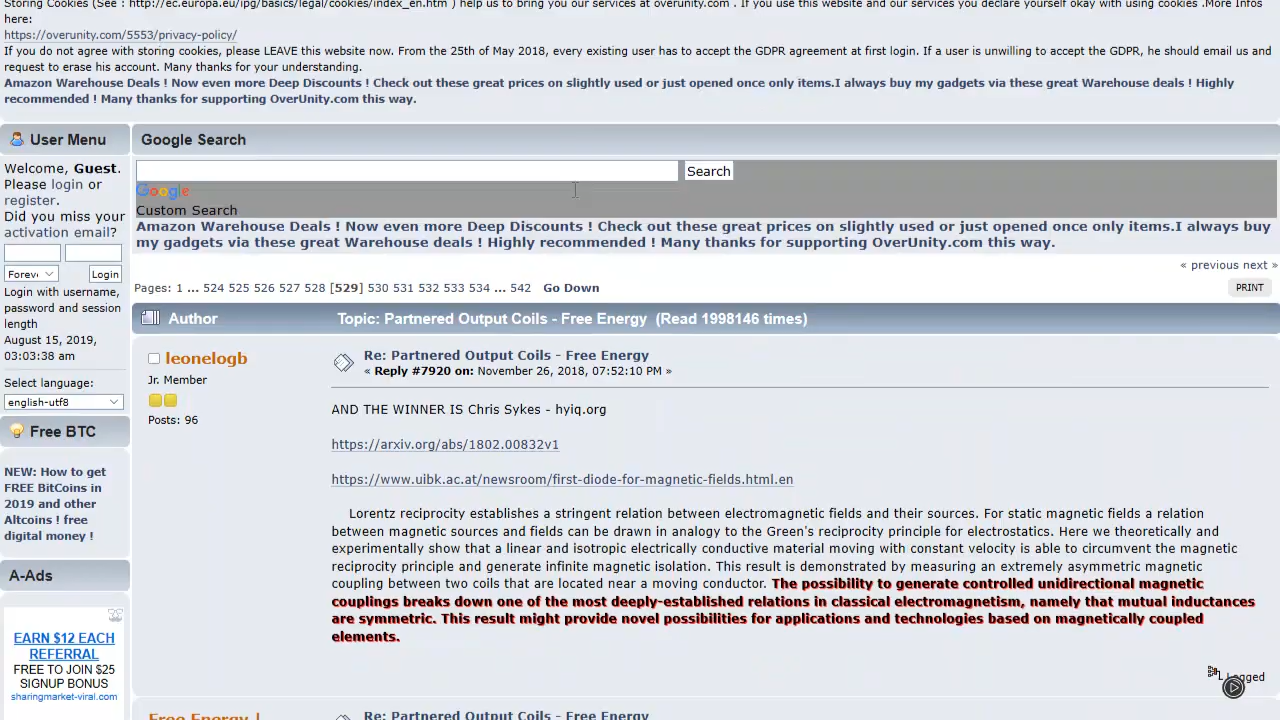 Storing Cookies (See : http://ec.europa.eu/ipg/basics/legal/cookies/index_en.htm ) help us to bring you our services at overunity.com . If you use this website and our services you declare yourself okay with using cookies .More Infos
here:
https://overunity.com/5553/privacy-policy/
If you do not agree with storing cookies, please LEAVE this website now. From the 25th of May 2018, every existing user has to accept the GDPR agreement at first login. If a user is unwilling to accept the GDPR, he should email us and
request to erase his account. Many thanks for your understanding.
Amazon Warehouse Deals ! Now even more Deep Discounts ! Check out these great prices on slightly used or just opened once only items.I always buy my gadgets via these great Warehouse deals ! Highly
recommended ! Many thanks for supporting OverUnity.com this way.
User Menu
Welcome, Guest.
Please login or
register.
Did you miss your
activation email?
Forev
Login
Login with username,
password and session
length
August 15, 2019,
03:03:38 am
Select language:
english-utf8
Free BTC
NEW: How to get
FREE BitCoins in
2019 and other
Altcoins ! free
digital money !
A-Ads
EARN $12 EACH
REFERRAL
FREE TO JOIN $25
SIGNUP BONUS
sharingmarket-viral.com
Google Search
Search
Google
Custom Search
Amazon Warehouse Deals ! Now even more Deep Discounts ! Check out these great prices on slightly used or just opened once only items.I always buy
my gadgets via these great Warehouse deals ! Highly recommended ! Many thanks for supporting OverUnity.com this way.
« previous next »
Pages: 1 ... 524 525 526 527 528 [529] 530 531 532 533 534 ... 542 Go Down
PRINT
Author
Topic: Partnered Output Coils - Free Energy (Read 1998146 times)
leonelogb
Jr. Member
Posts: 96
Re: Partnered Output Coils - Free Energy
« Reply #7920 on: November 26, 2018, 07:52:10 PM »
AND THE WINNER IS Chris Sykes - hyiq.org
https://arxiv.org/abs/1802.00832v1
https://www.uibk.ac.at/newsroom/first-diode-for-magnetic-fields.html.en
Lorentz reciprocity establishes a stringent relation between electromagnetic fields and their sources. For static magnetic fields a relation
between magnetic sources and fields can be drawn in analogy to the Green's reciprocity principle for electrostatics. Here we theoretically and
experimentally show that a linear and isotropic electrically conductive material moving with constant velocity is able to circumvent the magnetic
reciprocity principle and generate infinite magnetic isolation. This result is demonstrated by measuring an extremely asymmetric magnetic
coupling between two coils that are located near a moving conductor. The possibility to generate controlled unidirectional magnetic
couplings breaks down one of the most deeply-established relations in classical electromagnetism, namely that mutual inductances
are symmetric. This result might provide novel possibilities for applications and technologies based on magnetically coupled
elements.
Logged
Free Energy !
Re: Partnered Output Coils - Free Energy